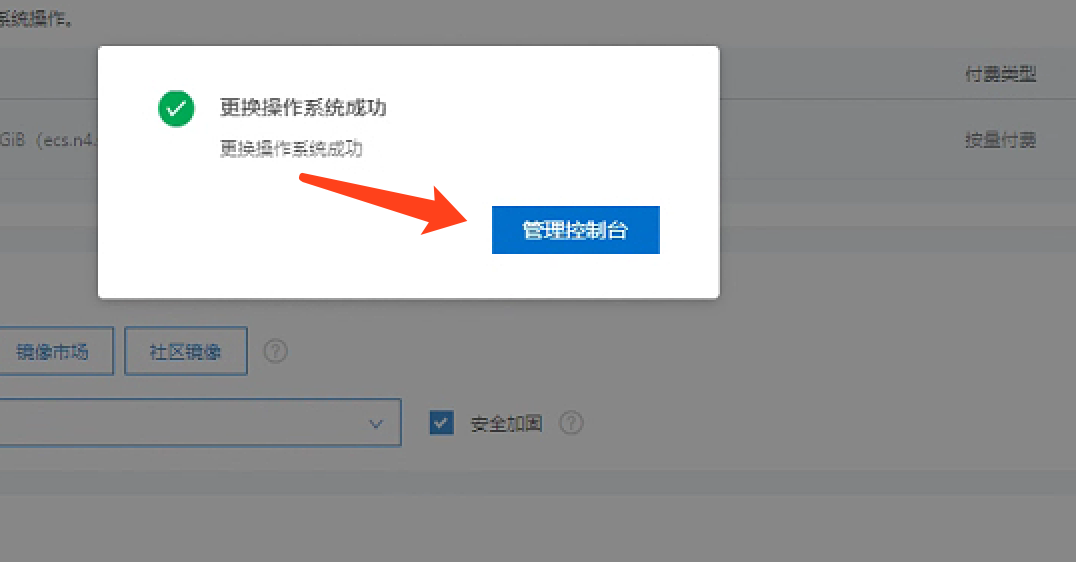 系统操作。
付费类型
更换操作系统成功
GiB（ecs.n4.
更换操作系统成功
按量付费
管理控制台
镜像市场 社区镜像 ?
安全加固 ?